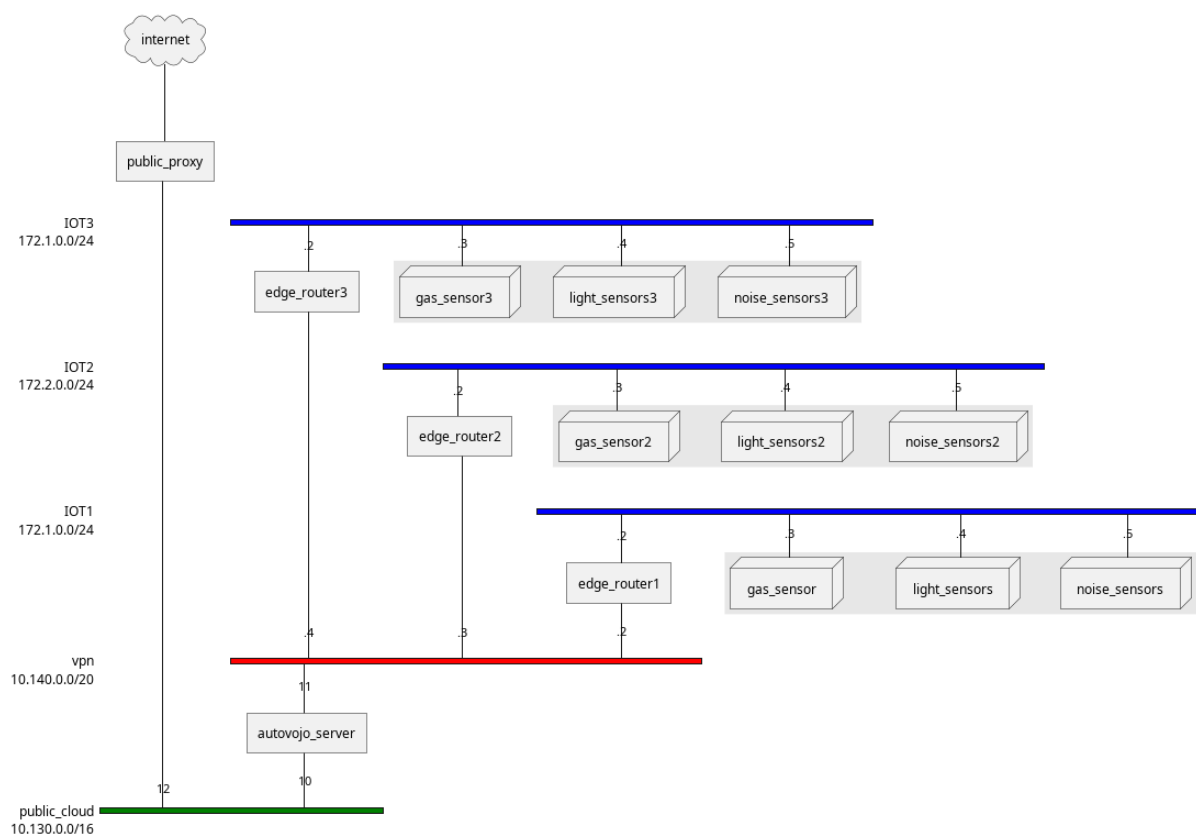 internet
public_proxy
IOT3
172.1.0.0/24
.2
.3
.4
.5
edge_router3
gas_sensor3
light_sensors3
noise_sensors3
IOT2
172.2.0.0/24
.2
.3
.4
.5
edge_router2
gas_sensor2
light_sensors2
noise_sensors2
IOT1
172.1.0.0/24
.2
.3
.4
.5
edge_router1
gas_sensor
light_sensors
noise_sensors
.4
.3
.2
vpn
10.140.0.0/20
11
autovojo_server
12
10
public_cloud
10.130.0.0/16